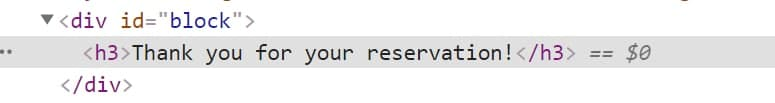 ▼<div id="block">
<h3>Thank you for your reservation!</h3> == $0
</div>